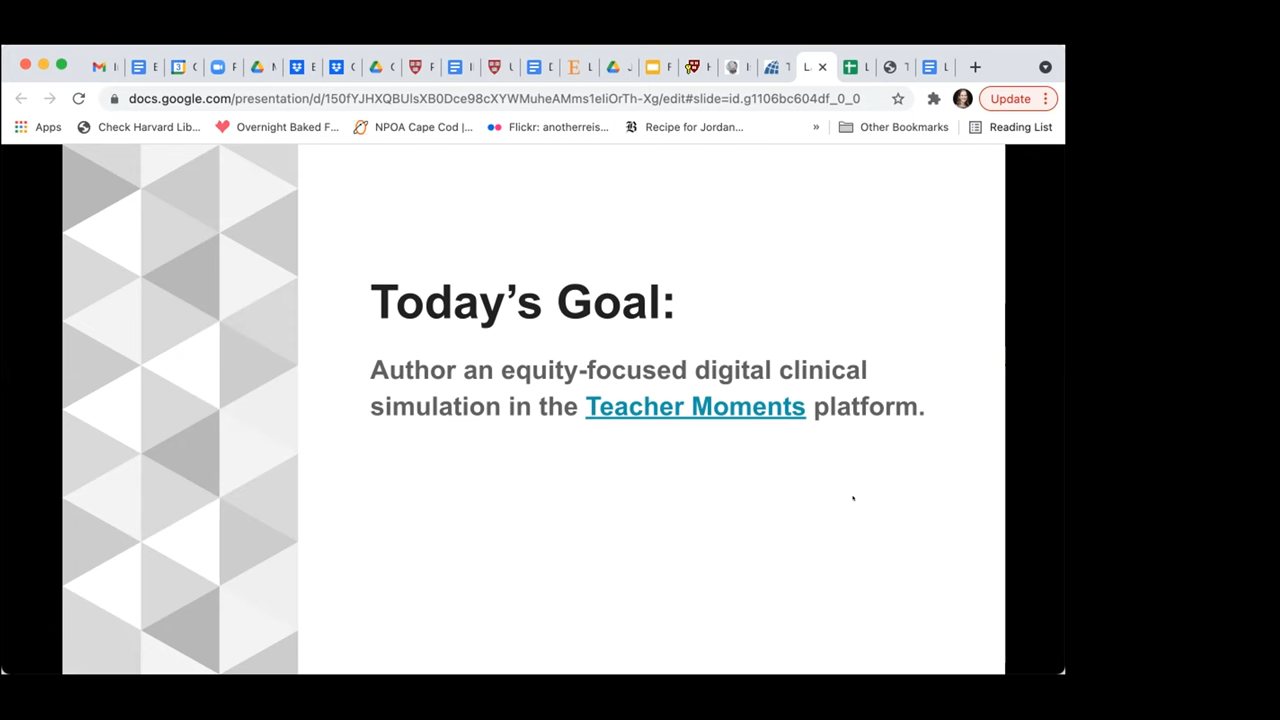 I E C F M E C C F I U D L J F H I T L L T L
docs.google.com/presentation/d/150fYJHXQBUlsXB0Dce98cXYWMuheAMms1eIiOrTh-Xg/edit#slide=id.g1106bc604df_0_0 Update
Apps Check Harvard Lib... Overnight Baked F... NPOA Cape Cod |... Flickr: anotherreis... Recipe for Jordan... » Other Bookmarks Reading List
Today’s Goal:
Author an equity-focused digital clinical
simulation in the Teacher Moments platform.